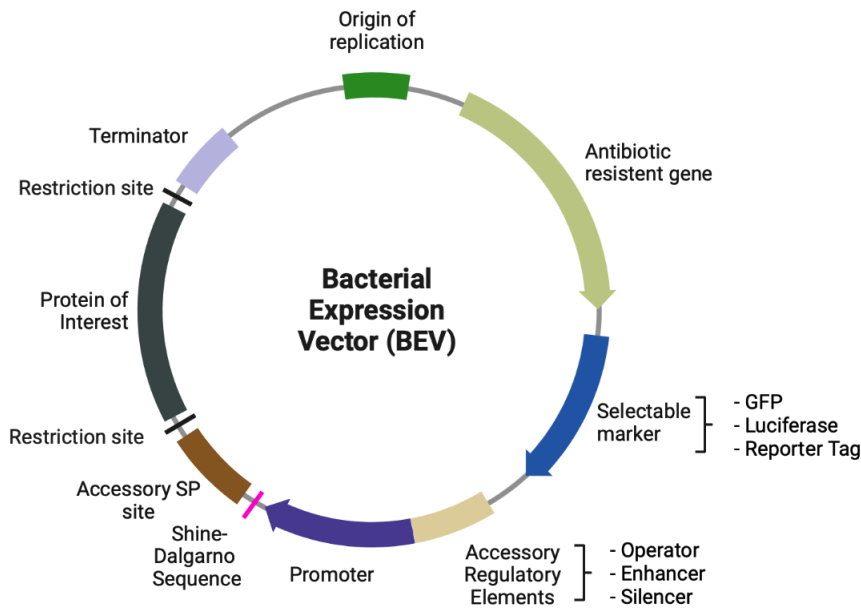 Origin of
replication
Terminator
Antibiotic
resistent gene
Restriction site
Bacterial
Expression
Vector (BEV)
Protein of
Interest
Selectable
marker
- GFP
- Luciferase
- Reporter Tag
Restriction site
Accessory SP
site
Shine-
Dalgarno
Sequence
Promoter
Accessory
Regulatory
Elements
- Operator
- Enhancer
- Silencer